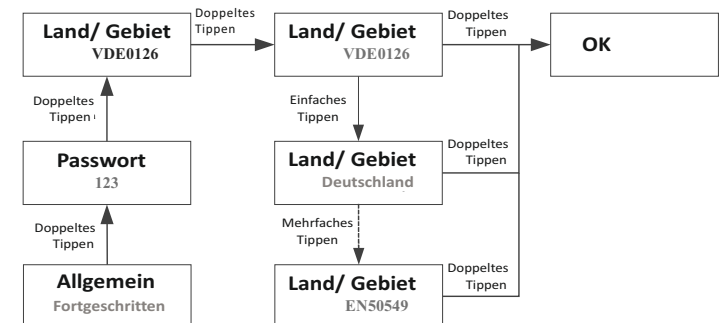 Land/ Gebiet
VDE0126
Doppeltes
Tippen
Land/ Gebiet
VDE0126
Doppeltes
Tippen
OK
Doppeltes
Tippen
Einfaches
Tippen
Passwort
123
Land/ Gebiet
Deutschland
Doppeltes
Tippen
Doppeltes
Tippen
Mehrfaches
Tippen
Allgemein
Fortgeschritten
Land/ Gebiet
EN50549
Doppeltes
Tippen